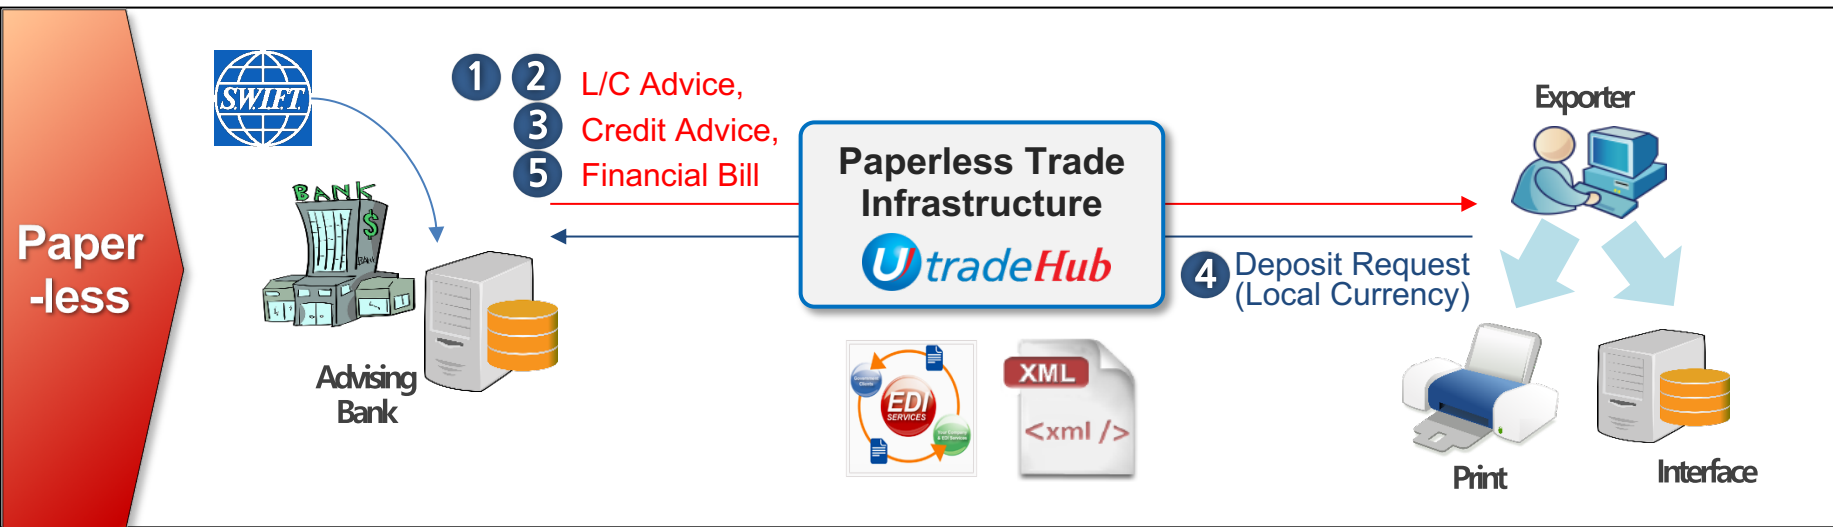 Paper
-less
SWIFT
1 2 L/C Advice,
3 Credit Advice,
5 Financial Bill
BANK
$
BANK
Advising
Bank
Paperless Trade
Infrastructure
U tradeHub
EDI
SERVICES
XML
<xml />
Exporter
4 Deposit Request
(Local Currency)
Print
Interface